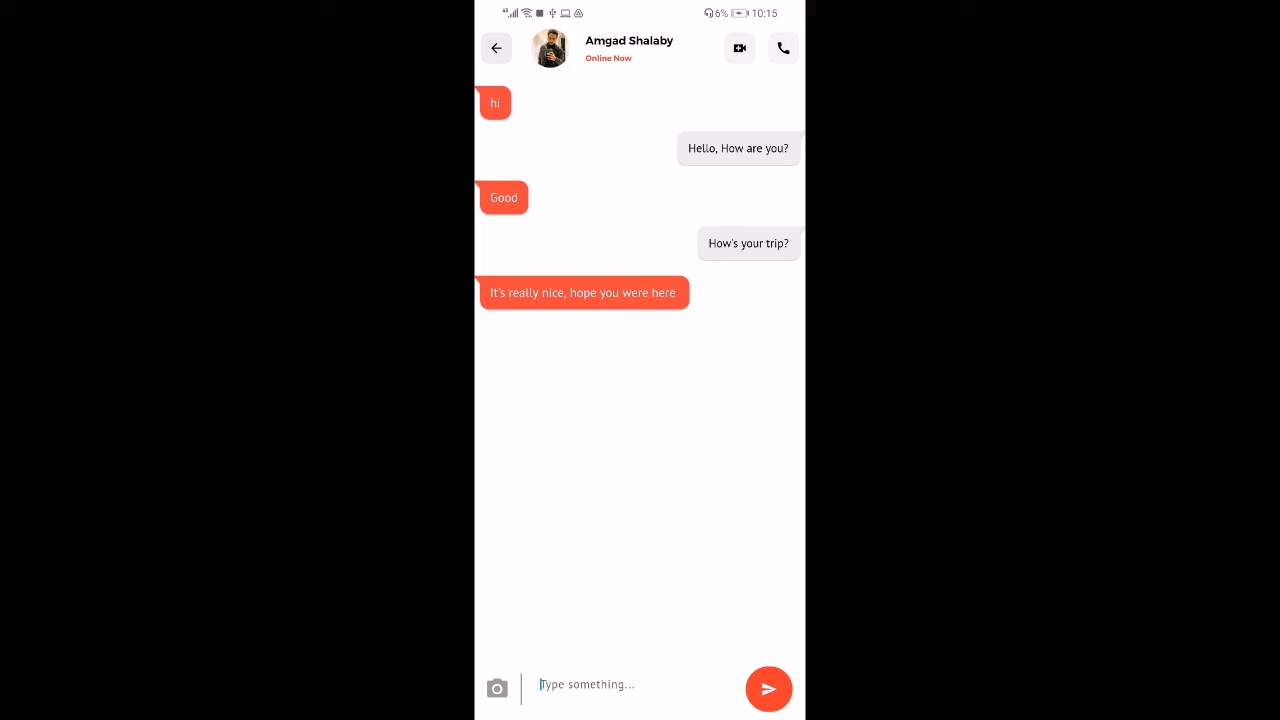 6% 10:15
Amgad Shalaby
Online Now
hi
Hello, How are you?
Good
How's your trip?
It's really nice, hope you were here
Type something...